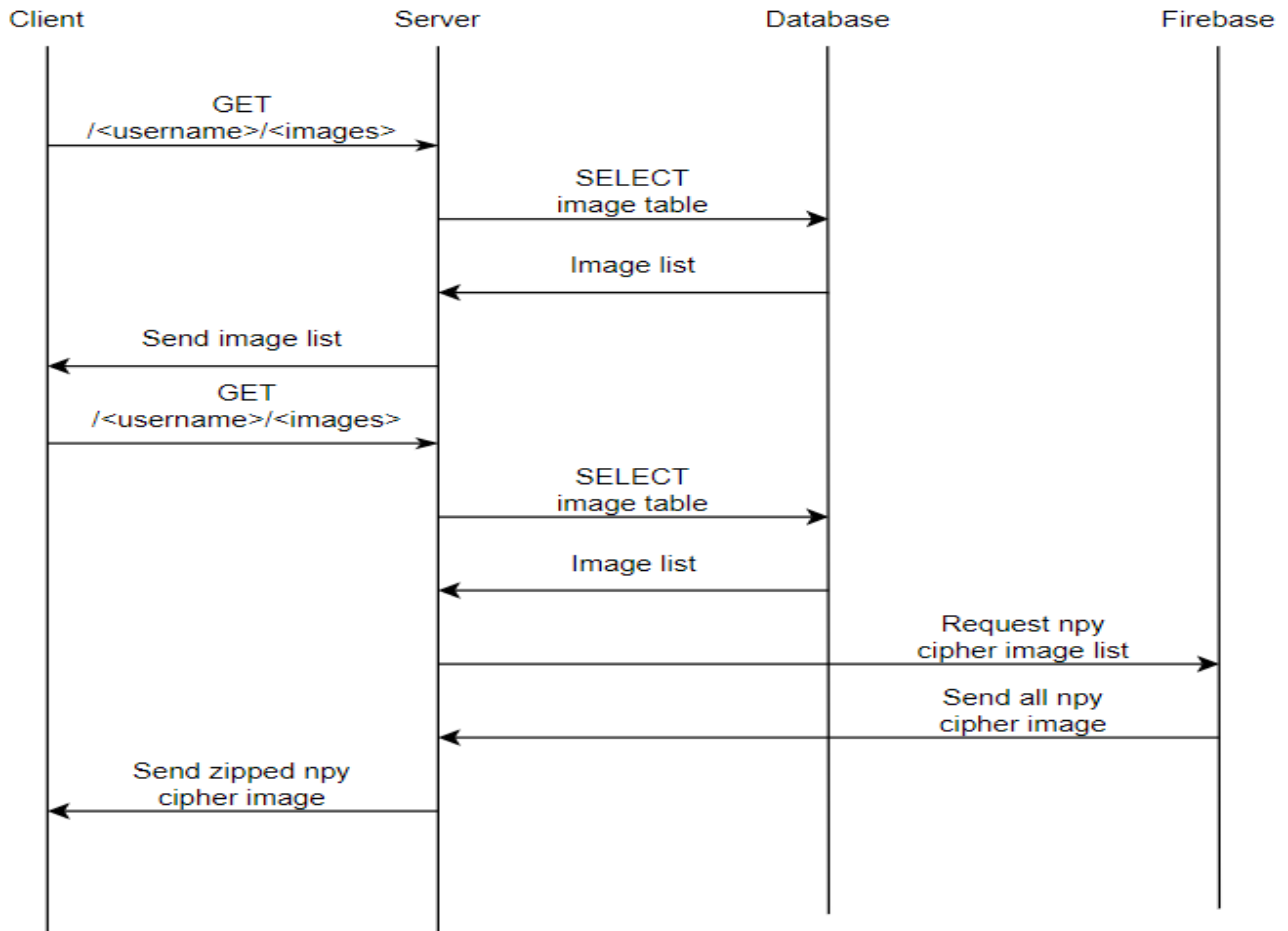 Client Server Database Firebase
GET
/<username>/<images>
SELECT
image table
Image list
Send image list
GET
/<username>/<images>
SELECT
image table
Image list
Request npy
cipher image list
Send all npy
cipher image
Send zipped npy
cipher image